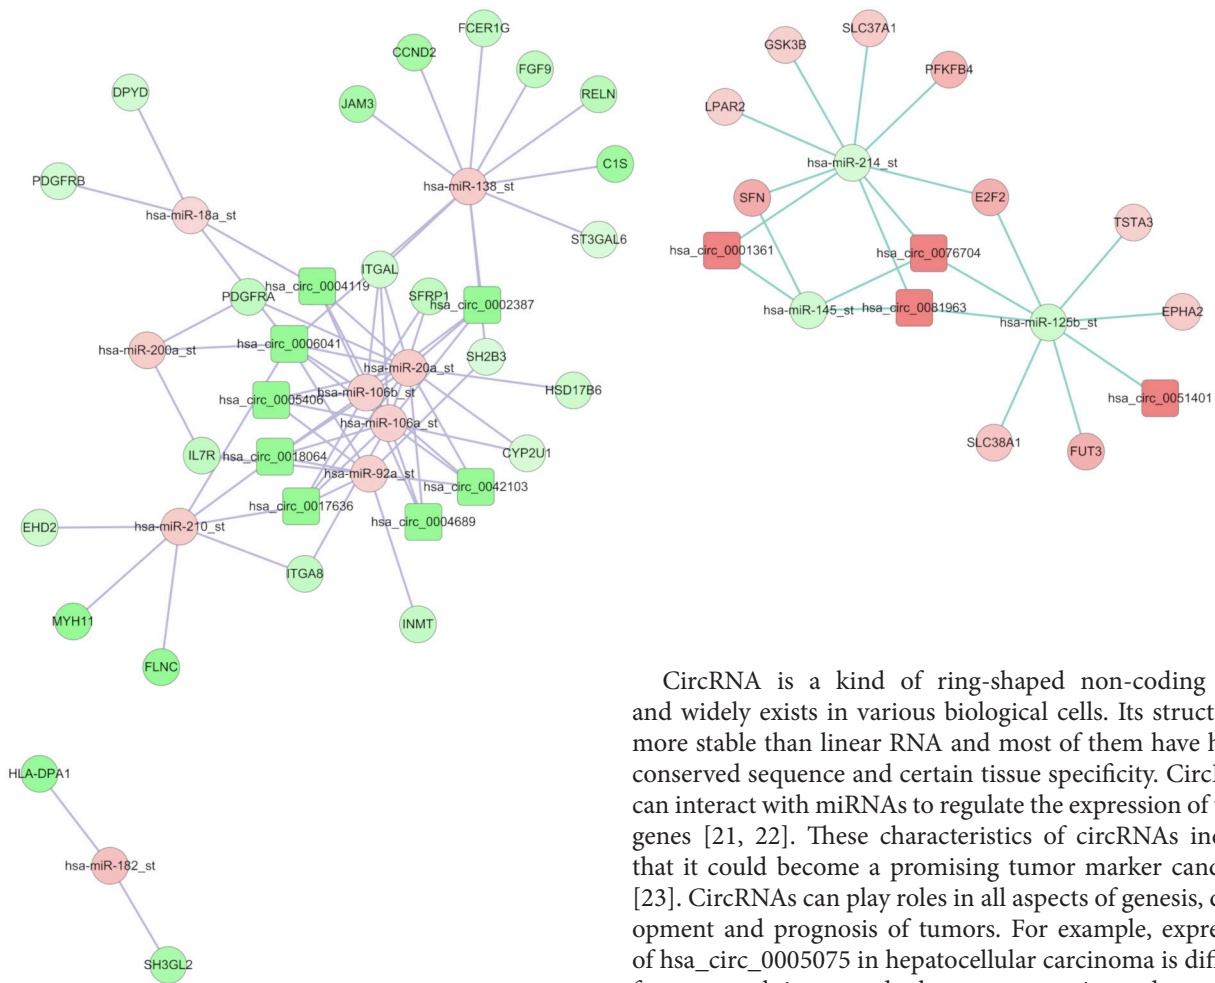 FCER1G
CCND2
FGF9
DPYD
JAM3
RELN
C1S
PDGFRB
hsa-miR-138_st
hsa-miR-18a_st
ST3GAL6
ITGAL
hsa_circ_0004119
PDGFRA
SFRP1
hsa_circ_0002387
hsa_circ_0006041
hsa-miR-200a_st
SH2B3
hsa-miR-20a_st
HSD17B6
hsa-miR-106b_st
hsa_circ_0005406
hsa-miR-106a_st
IL7R
hsa_circ_0018064
CYP2U1
hsa-miR-92a_st
hsa_circ_0042103
hsa_circ_0017636
hsa_circ_0004689
EHD2
hsa-miR-210_st
ITGA8
MYH11
INMT
FLNC
HLA-DPA1
hsa-miR-182_st
SH3GL2
SLC37A1
GSK3B
PFKFB4
LPAR2
hsa-miR-214_st
SFN
E2F2
TSTA3
hsa_circ_0001361
hsa_circ_0076704
hsa-miR-145_st
hsa_circ_0081963
hsa-miR-125b_st
EPHA2
hsa_circ_0051401
SLC38A1
FUT3
CircRNA is a kind of ring-shaped non-coding
and widely exists in various biological cells. Its struct
more stable than linear RNA and most of them have h
conserved sequence and certain tissue specificity. Circ
can interact with miRNAs to regulate the expression of
genes [21, 22]. These characteristics of circRNAs in
that it could become a promising tumor marker cand
[23]. CircRNAs can play roles in all aspects of genesis,
opment and prognosis of tumors. For example, expre
of hsa_circ_0005075 in hepatocellular carcinoma is diff